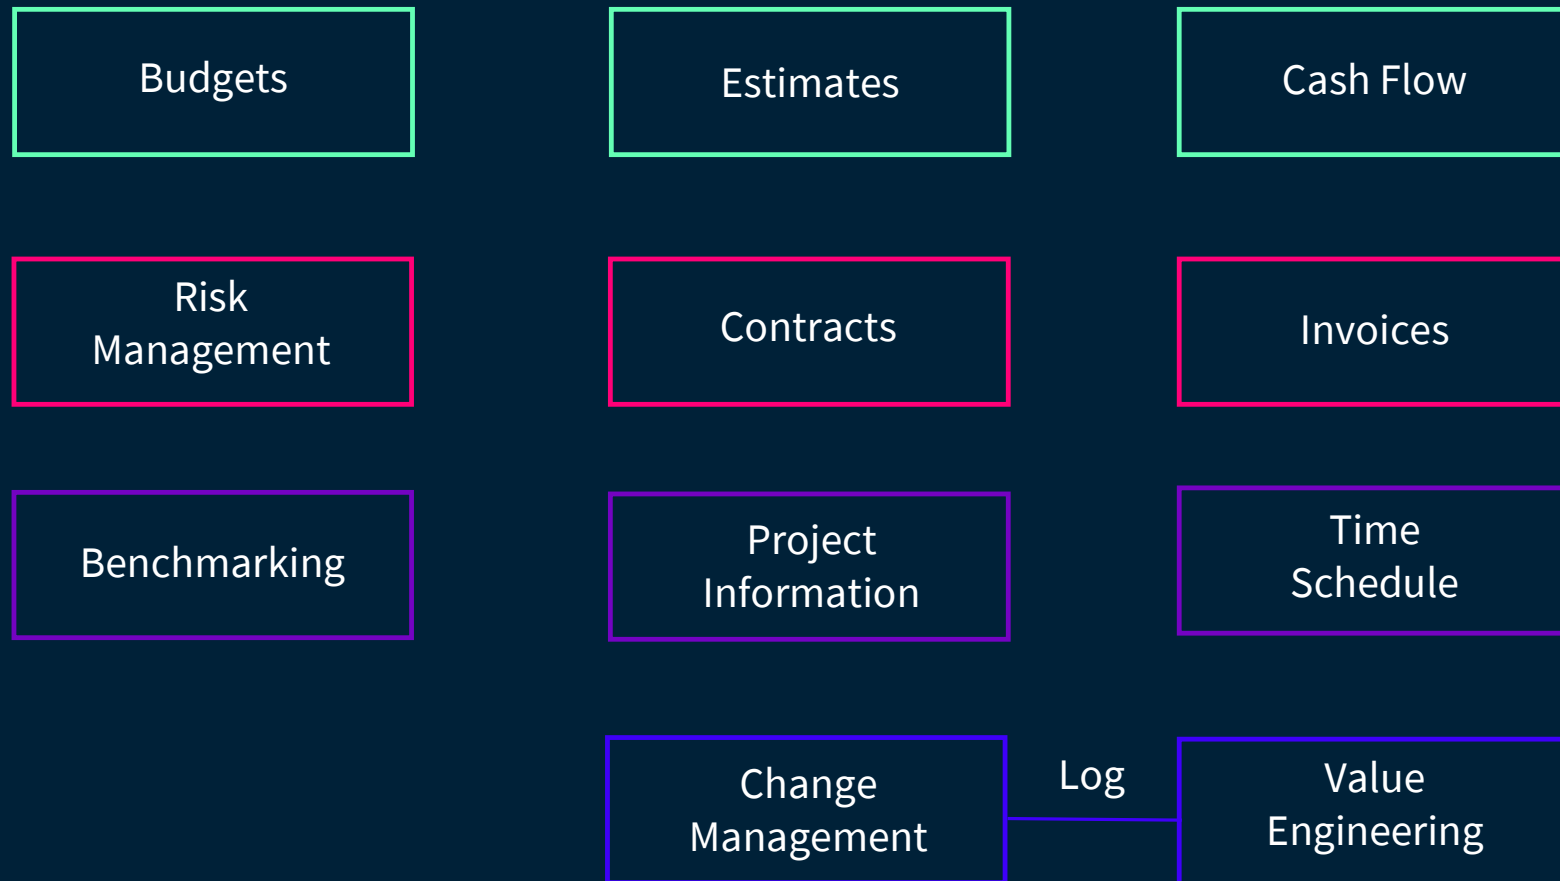 Budgets
Estimates
Cash Flow
Risk
Management
Contracts
Invoices
Benchmarking
Project
Information
Time
Schedule
Change
Management
Log
Value
Engineering